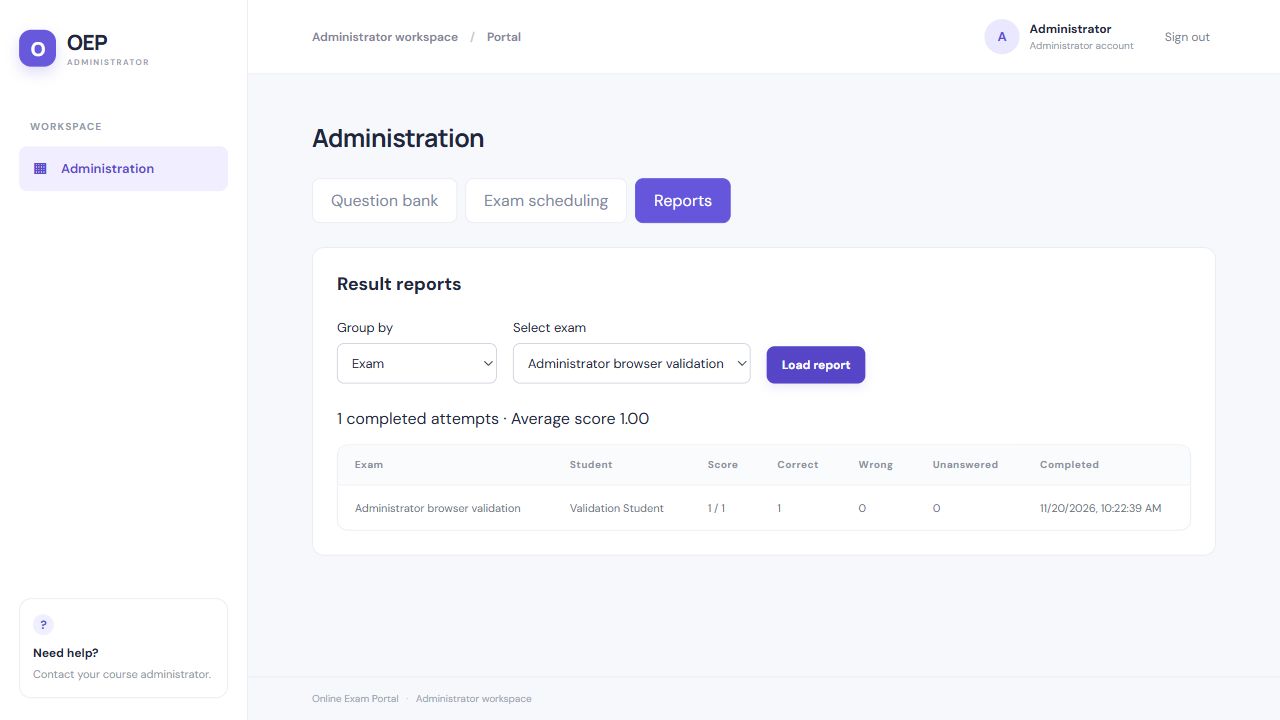 O
OEP
ADMINISTRATOR
WORKSPACE
Administration
?
Need help?
Contact your course administrator.
Administrator workspace / Portal
A
Administrator
Administrator account
Sign out
Administration
Question bank
Exam scheduling
Reports
Result reports
Group by
Select exam
Exam
Administrator browser validation
Load report
1 completed attempts · Average score 1.00
Exam Student Score Correct Wrong Unanswered Completed
Administrator browser validation Validation Student 1 / 1 1 0 0 11/20/2026, 10:22:39 AM
Online Exam Portal · Administrator workspace